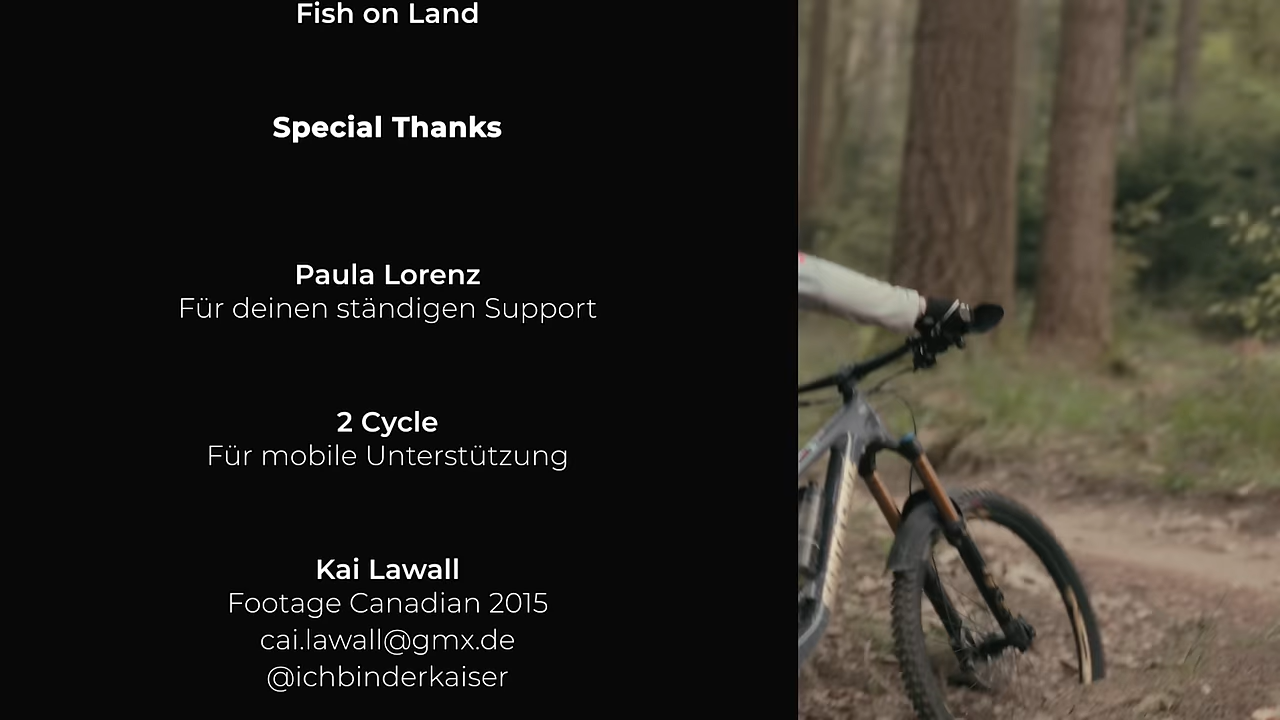 Fish on Land
Special Thanks
Paula Lorenz
Für deinen ständigen Support
2 Cycle
Für mobile Unterstützung
Kai Lawall
Footage Canadian 2015
cai.lawall@gmx.de
@ichbinderkaiser